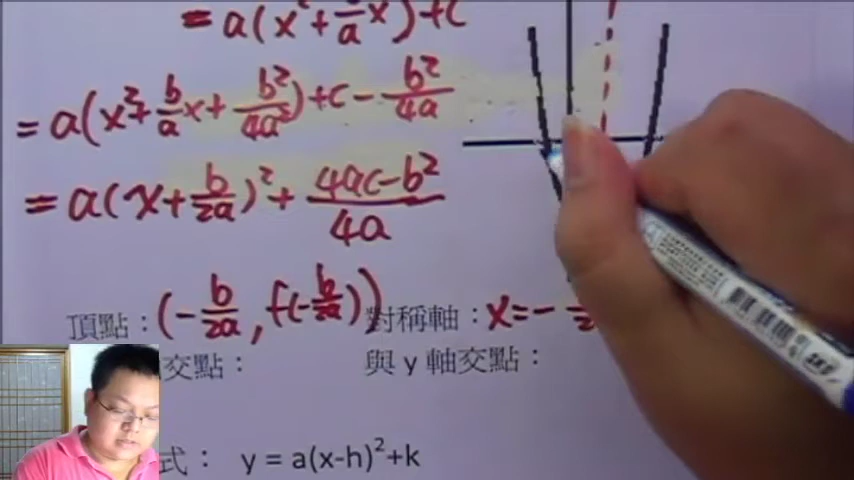 = a(x²+b/a x)+c
= a(x²+b/a x+b²/4a²)+c-b²/4a
= a(x+b/2a)²+4ac-b²/4a
頂點：(-b/2a, f(-b/2a)) 對稱軸：x=-
交點： 與 y 軸交點：
式： y = a(x-h)²+k